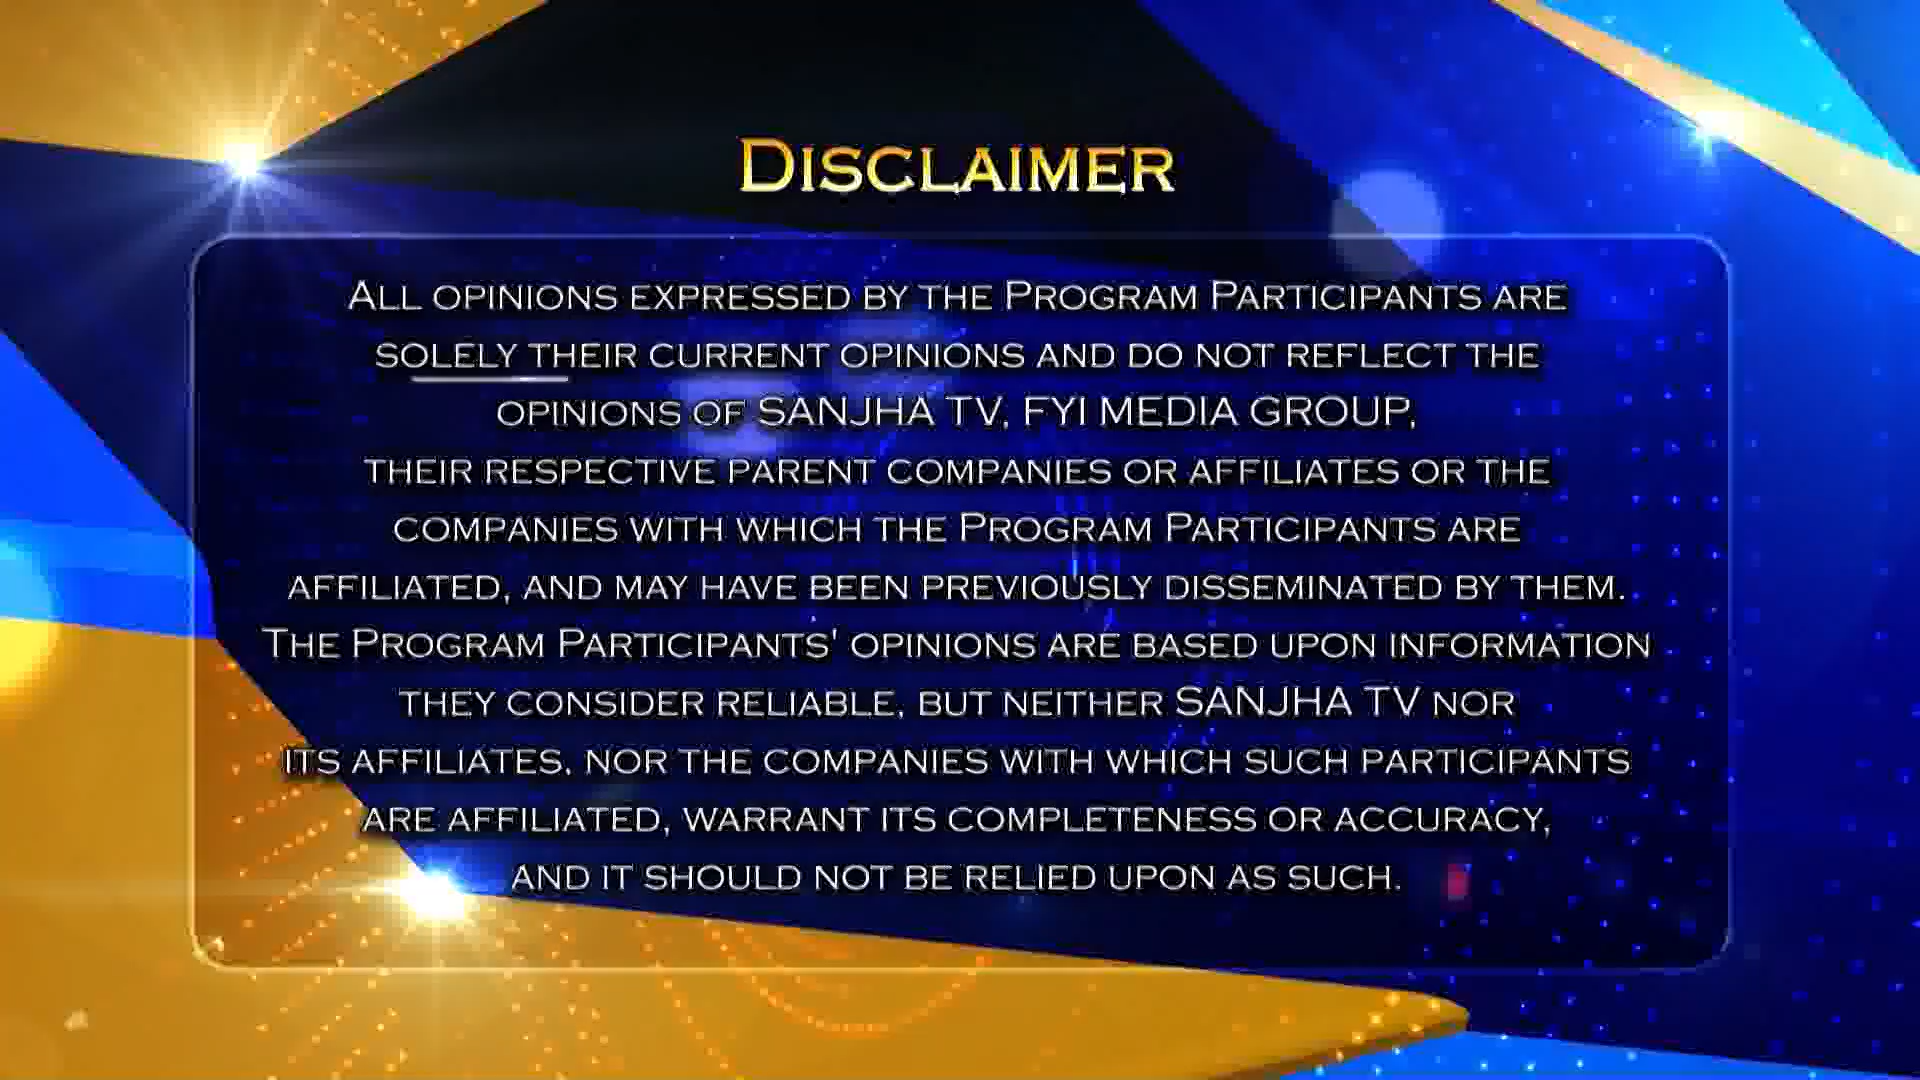 DISCLAIMER
ALL OPINIONS EXPRESSED BY THE PROGRAM PARTICIPANTS ARE
SOLELY THEIR CURRENT OPINIONS AND DO NOT REFLECT THE
OPINIONS OF SANJHA TV, FYI MEDIA GROUP,
THEIR RESPECTIVE PARENT COMPANIES OR AFFILIATES OR THE
COMPANIES WITH WHICH THE PROGRAM PARTICIPANTS ARE
AFFILIATED, AND MAY HAVE BEEN PREVIOUSLY DISSEMINATED BY THEM.
THE PROGRAM PARTICIPANTS' OPINIONS ARE BASED UPON INFORMATION
THEY CONSIDER RELIABLE, BUT NEITHER SANJHA TV NOR
ITS AFFILIATES, NOR THE COMPANIES WITH WHICH SUCH PARTICIPANTS
ARE AFFILIATED, WARRANT ITS COMPLETENESS OR ACCURACY,
AND IT SHOULD NOT BE RELIED UPON AS SUCH.